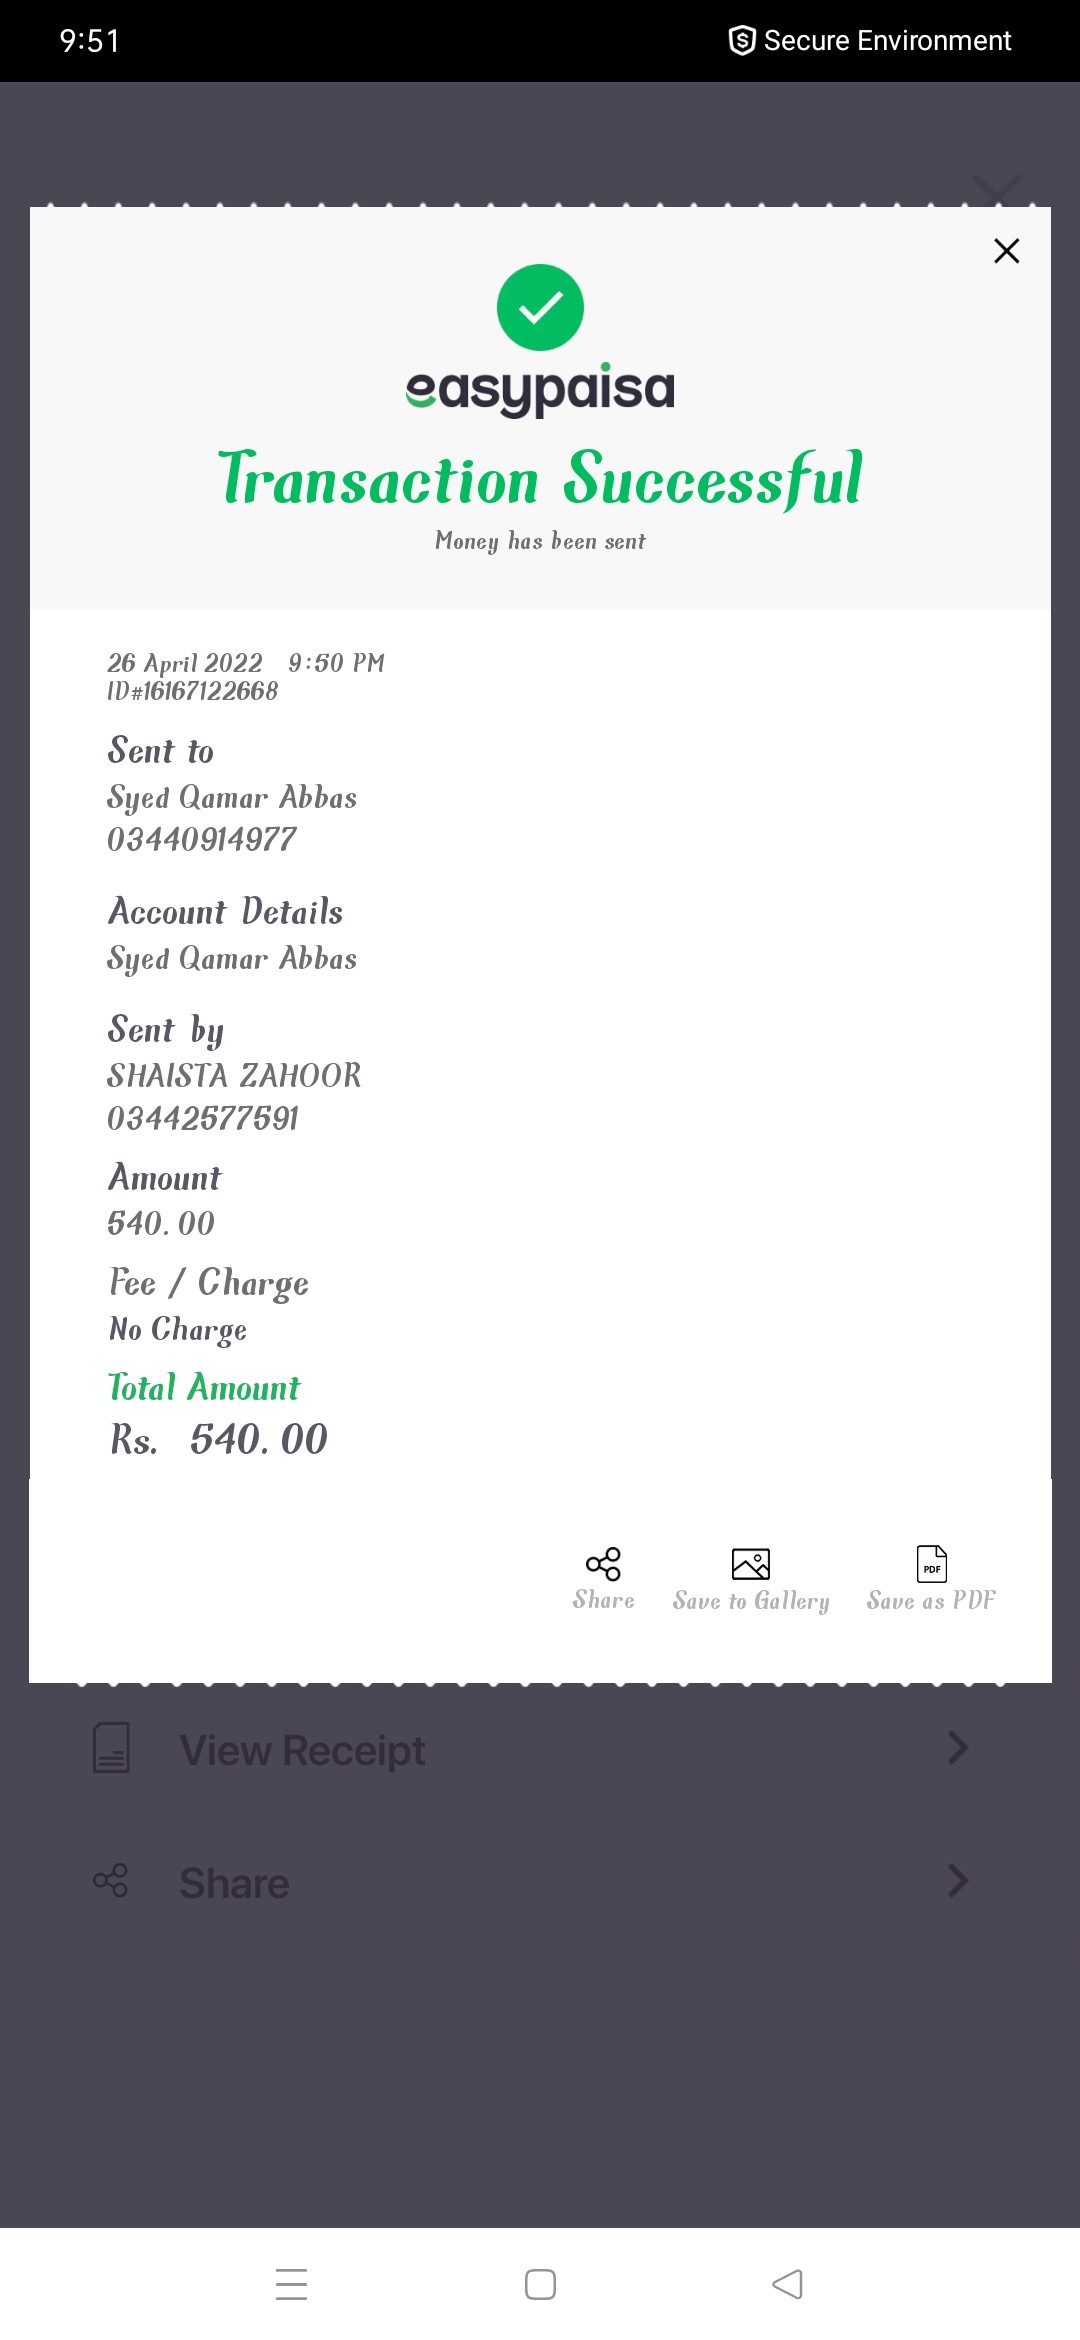 9:51
Secure Environment
easypaisa
Transaction Successful
Money has been sent
26 April 2022 9:50 PM
ID#16167122668
Sent to
Syed Qamar Abbas
03440914977
Account Details
Syed Qamar Abbas
Sent by
SHAISTA ZAHOOR
03442577591
Amount
540.00
Fee / Charge
No Charge
Total Amount
Rs. 540.00
PDF
Share
Save to Gallery
Save as PDF
View Receipt
Share